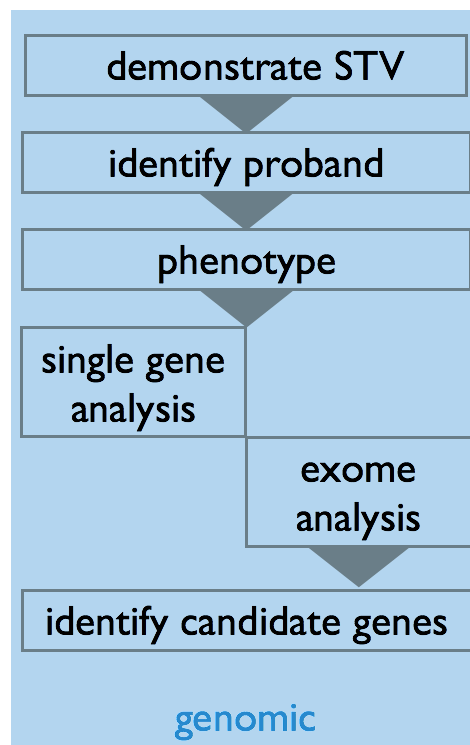 demonstrate STV
identify proband
phenotype
single gene
analysis
exome
analysis
identify candidate genes
genomic